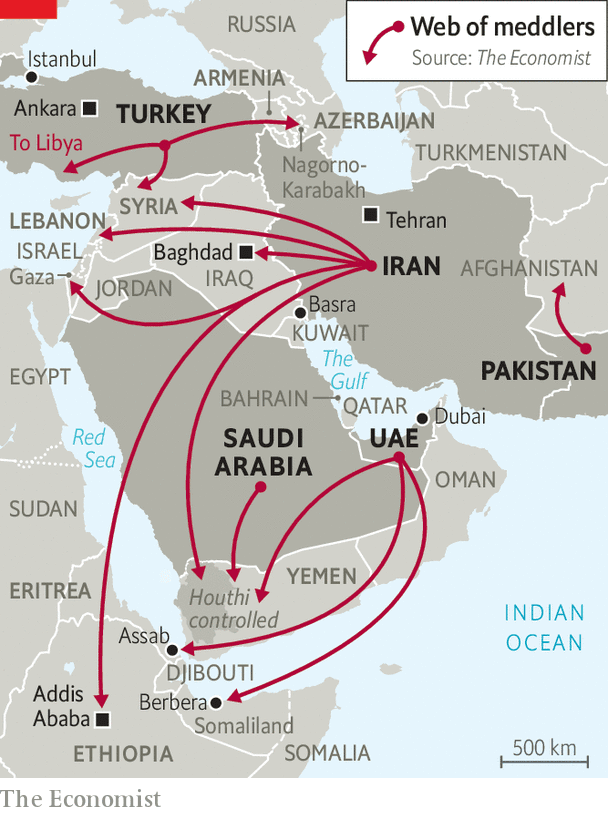 RUSSIA
Web of meddlers
Source: The Economist
Istanbul
ARMENIA
Ankara
TURKEY
AZERBAIJAN
To Libya
TURKMENISTAN
Nagorno-
Karabakh
SYRIA
LEBANON
Tehran
ISRAEL
Baghdad
IRAN
AFGHANISTAN
Gaza
JORDAN
IRAQ
Basra
KUWAIT
The
Gulf
PAKISTAN
EGYPT
BAHRAIN
QATAR
Dubai
Red
Sea
SAUDI
ARABIA
UAE
OMAN
SUDAN
YEMEN
ERITREA
Houthi
controlled
INDIAN
OCEAN
Assab
DJIBOUTI
Addis
Ababa
Berbera
Somaliland
ETHIOPIA
SOMALIA
500 km
The Economist